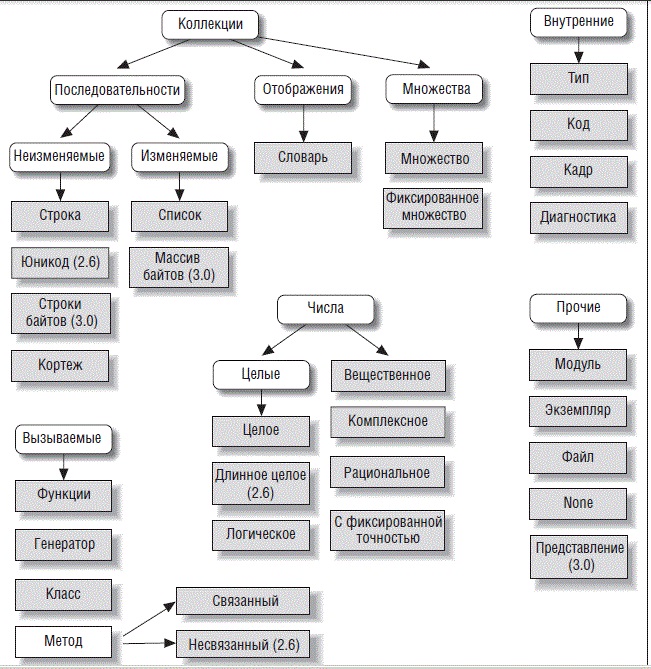 Коллекции
Последовательности
Отображения
Множества
Неизменяемые
Изменяемые
Словарь
Множество
Фиксированное
множество
Строка
Список
Юникод (2.6)
Массив
байтов (3.0)
Строки
байтов (3.0)
Кортеж
Внутренние
Тип
Код
Кадр
Диагностика
Числа
Целые
Вещественное
Целое
Комплексное
Длинное целое
(2.6)
Рациональное
Логическое
С фиксированной
точностью
Прочие
Модуль
Экземпляр
Файл
None
Представление
(3.0)
Вызываемые
Функции
Генератор
Класс
Метод
Связанный
Несвязанный (2.6)